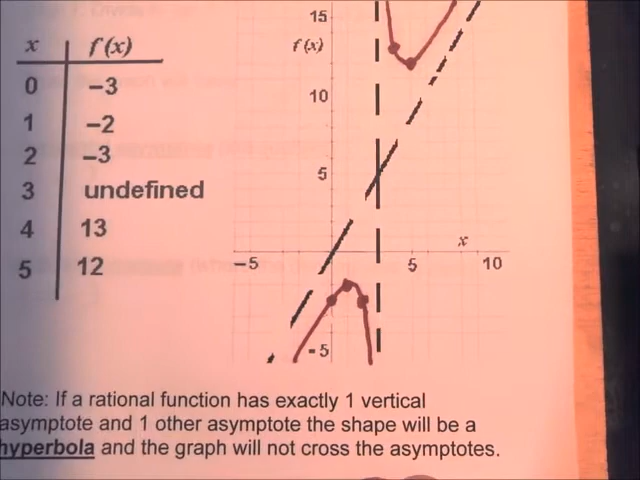 x f(x)
0 −3
1 −2
2 −3
3 undefined
4 13
5 12
15
f(x)
10
5
x
−5 5 10
-5
Note: If a rational function has exactly 1 vertical
asymptote and 1 other asymptote the shape will be a
hyperbola and the graph will not cross the asymptotes.